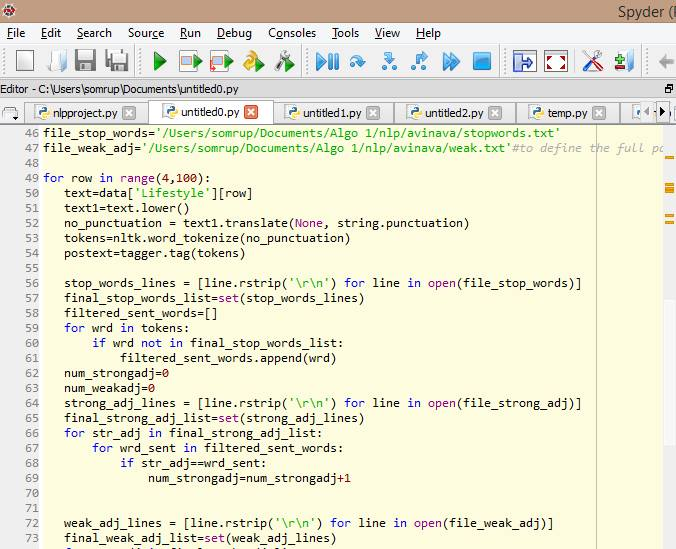 Spyder (
File Edit Search Source Run Debug Consoles Tools View Help
Editor - C:\Users\somrup\Documents\untitled0.py
nlpproject.py untitled0.py untitled1.py untitled2.py temp.py
46 file_stop_words='/Users/somrup/Documents/Algo 1/nlp/avinava/stopwords.txt'
47 file_weak_adj='/Users/somrup/Documents/Algo 1/nlp/avinava/weak.txt'#to define the full pa
48
49 for row in range(4,100):
50    text=data['Lifestyle'][row]
51    text1=text.lower()
52    no_punctuation = text1.translate(None, string.punctuation)
53    tokens=nltk.word_tokenize(no_punctuation)
54    postext=tagger.tag(tokens)
55
56    stop_words_lines = [line.rstrip('\r\n') for line in open(file_stop_words)]
57    final_stop_words_list=set(stop_words_lines)
58    filtered_sent_words=[]
59    for wrd in tokens:
60        if wrd not in final_stop_words_list:
61            filtered_sent_words.append(wrd)
62    num_strongadj=0
63    num_weakadj=0
64    strong_adj_lines = [line.rstrip('\r\n') for line in open(file_strong_adj)]
65    final_strong_adj_list=set(strong_adj_lines)
66    for str_adj in final_strong_adj_list:
67        for wrd_sent in filtered_sent_words:
68            if str_adj==wrd_sent:
69                num_strongadj=num_strongadj+1
70
71
72    weak_adj_lines = [line.rstrip('\r\n') for line in open(file_weak_adj)]
73    final_weak_adj_list=set(weak_adj_lines)